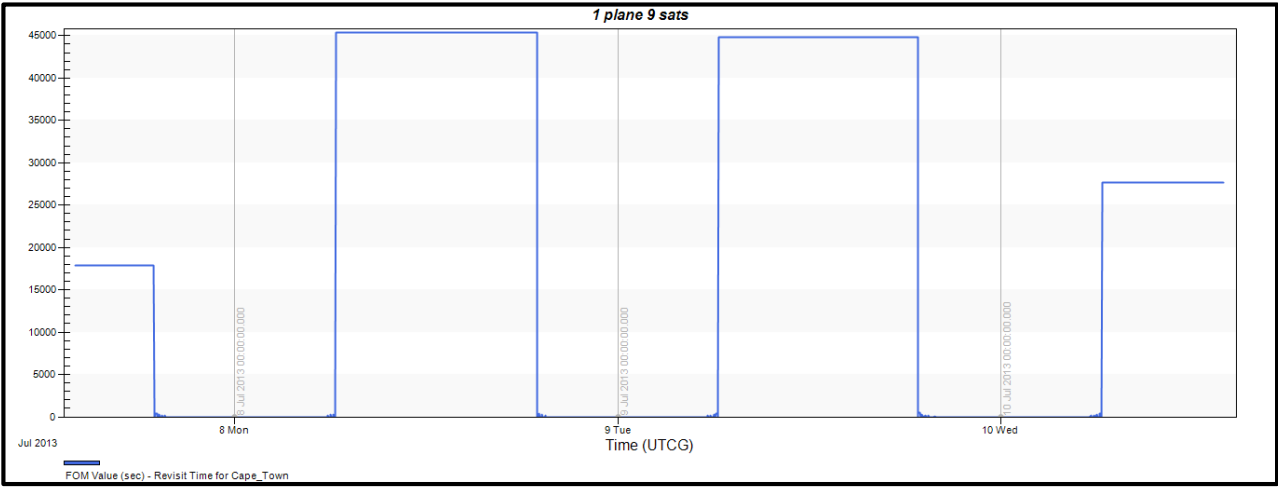 1 plane 9 sats
45000
40000
35000
30000
25000
20000
15000
10000
5000
0
8 Jul 2013 00:00:00.000
9 Jul 2013 00:00:00.000
10 Jul 2013 00:00:00.000
8 Mon
9 Tue
10 Wed
Jul 2013
Time (UTCG)
FOM Value (sec) - Revisit Time for Cape_Town